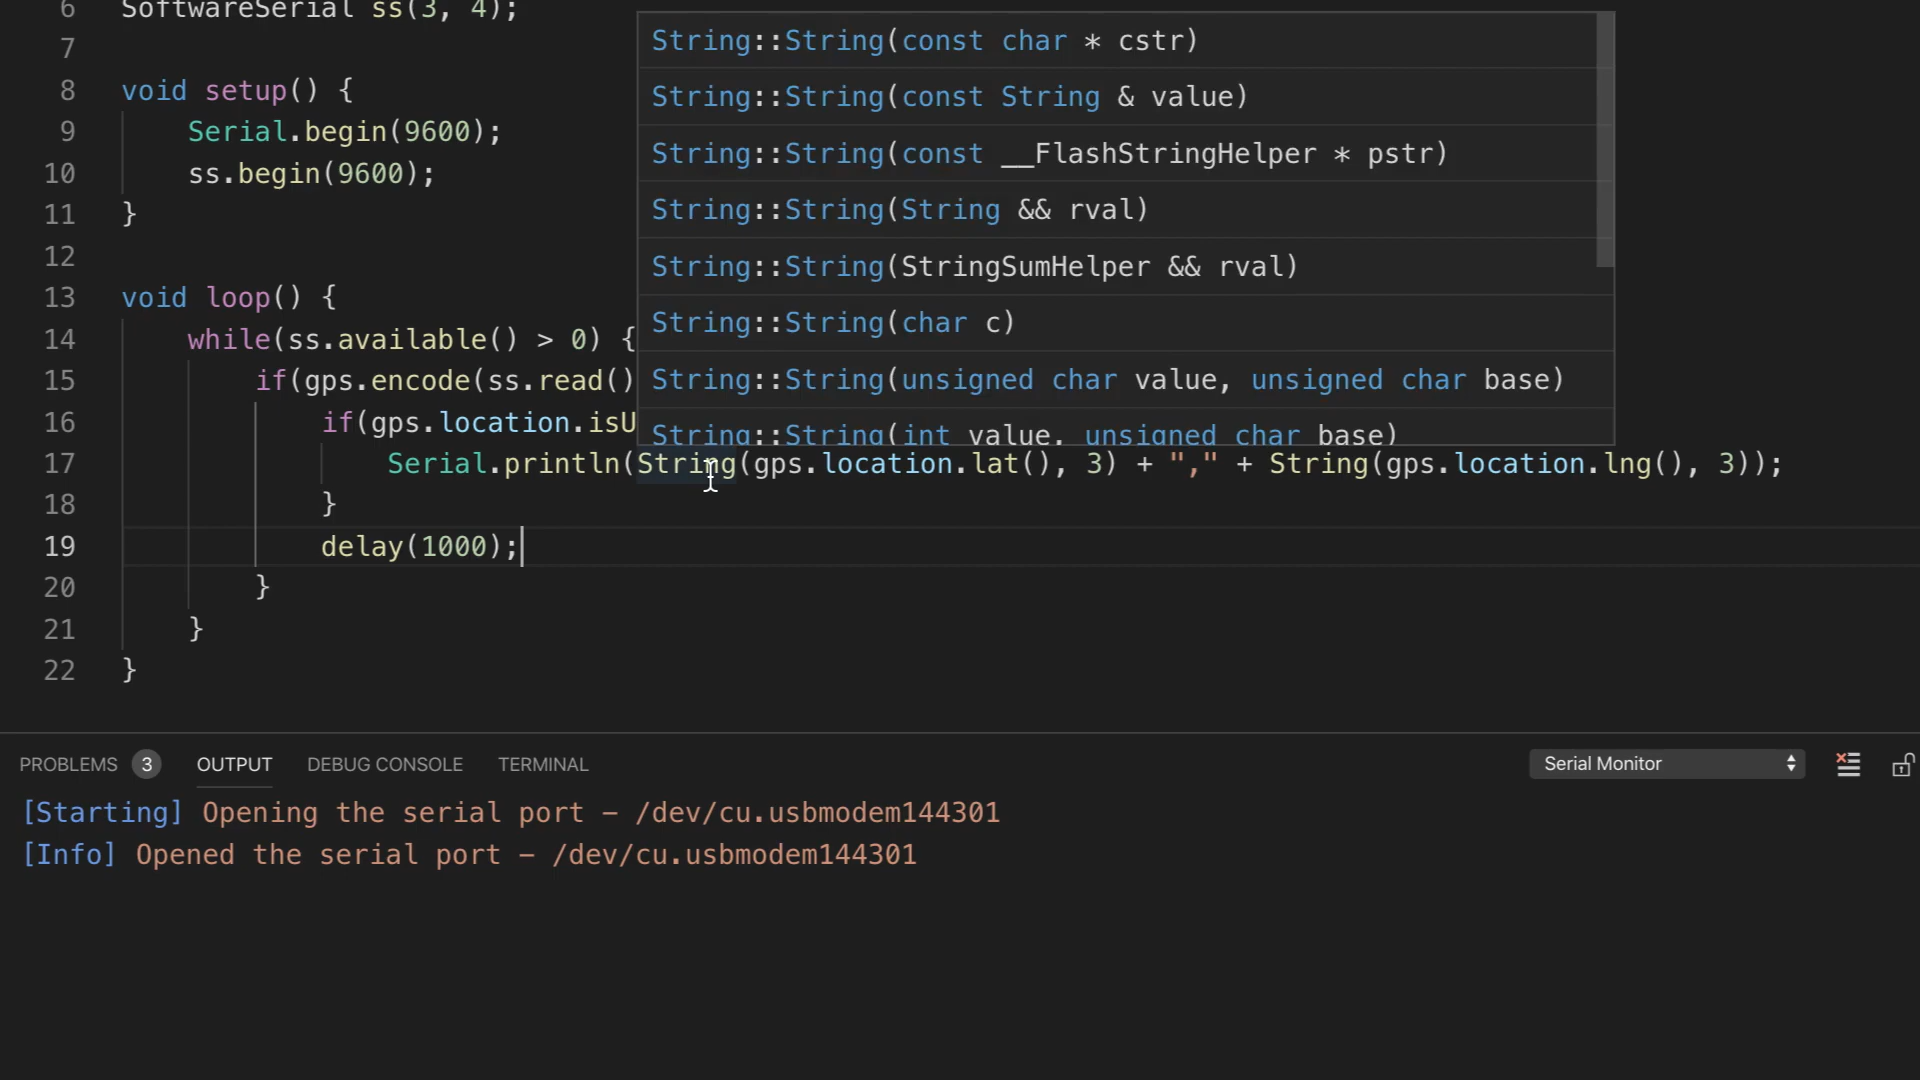 6 SoftwareSerial ss(3, 4);
7
8 void setup() {
9 Serial.begin(9600);
10 ss.begin(9600);
11 }
12
13 void loop() {
14 while(ss.available() > 0) {
15 if(gps.encode(ss.read()
16 if(gps.location.isU
17 Serial.println(String(gps.location.lat(), 3) + "," + String(gps.location.lng(), 3));
18 }
19 delay(1000);
20 }
21 }
22 }
String::String(const char * cstr)
String::String(const String & value)
String::String(const __FlashStringHelper * pstr)
String::String(String && rval)
String::String(StringSumHelper && rval)
String::String(char c)
String::String(unsigned char value, unsigned char base)
String::String(int value, unsigned char base)
PROBLEMS 3 OUTPUT DEBUG CONSOLE TERMINAL Serial Monitor
[Starting] Opening the serial port - /dev/cu.usbmodem144301
[Info] Opened the serial port - /dev/cu.usbmodem144301